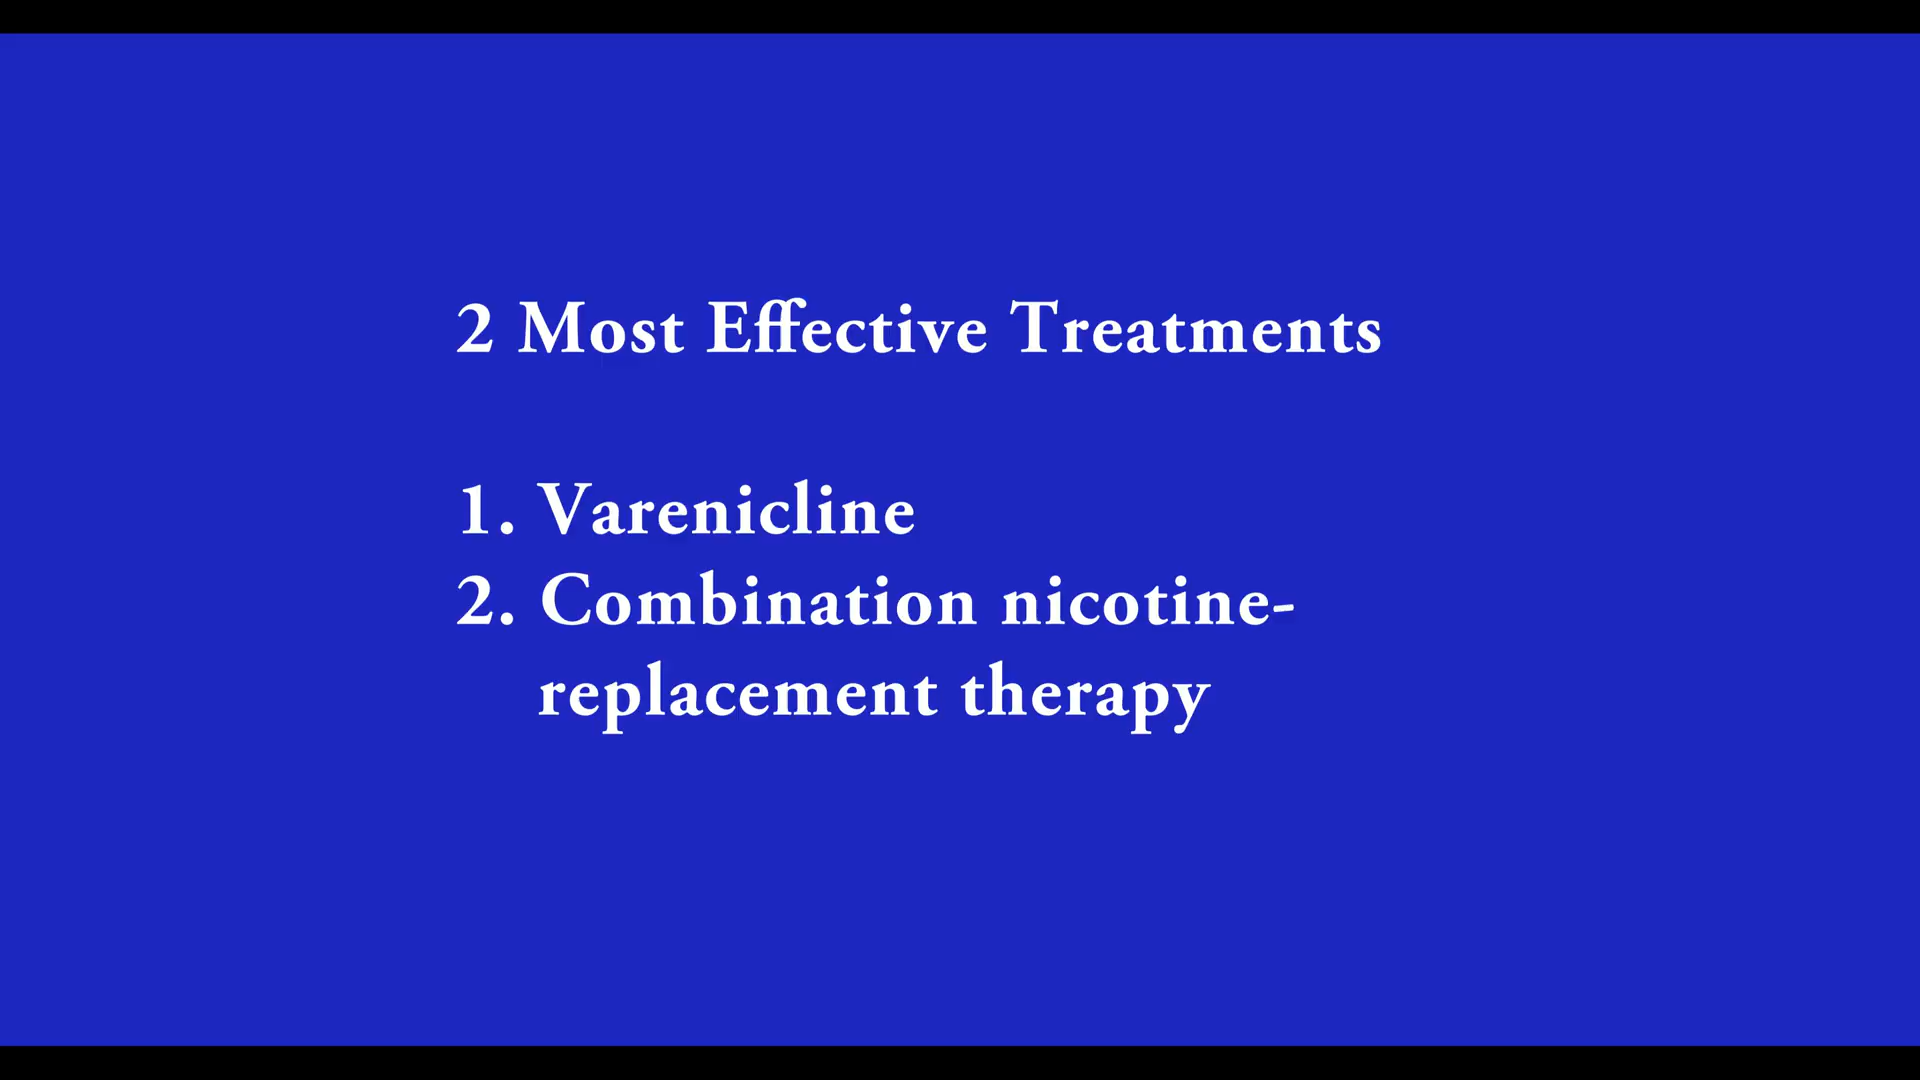 2 Most Effective Treatments
1. Varenicline
2. Combination nicotine-
replacement therapy